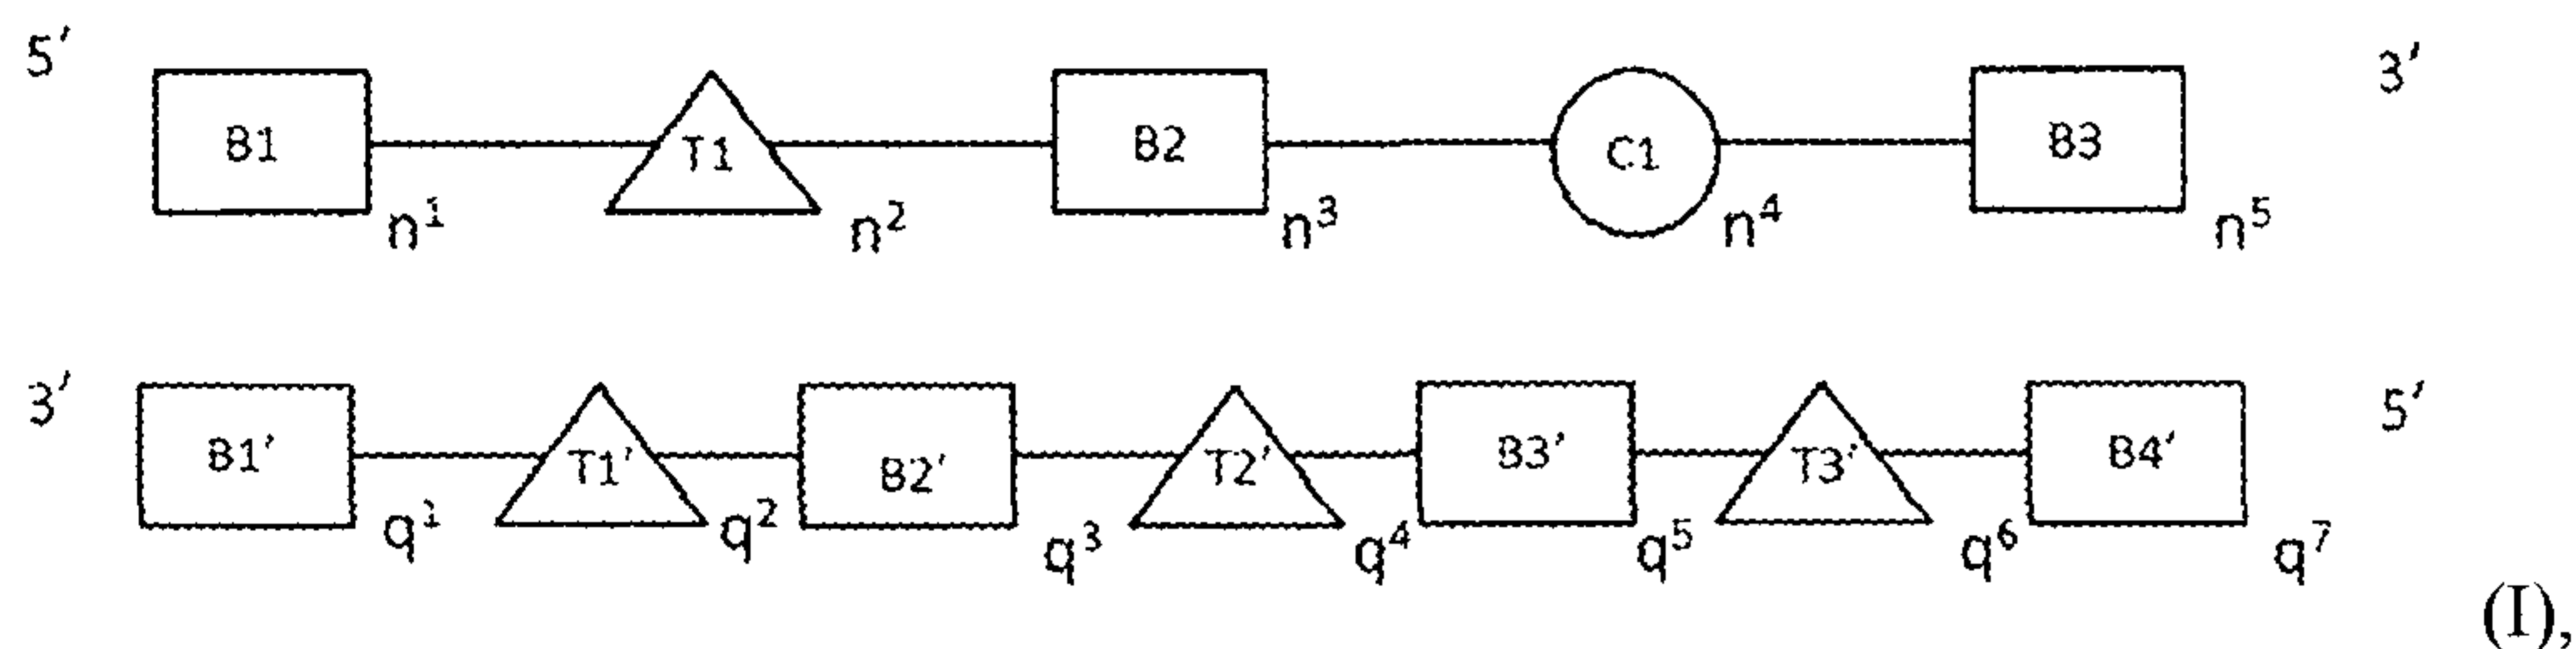 5′ B1 T1 B2 C1 B3 3′
n¹ n² n³ n⁴ n⁵
3′ B1′ T1′ B2′ T2′ B3′ T3′ B4′ 5′
q¹ q² q³ q⁴ q⁵ q⁶ q⁷
(I),